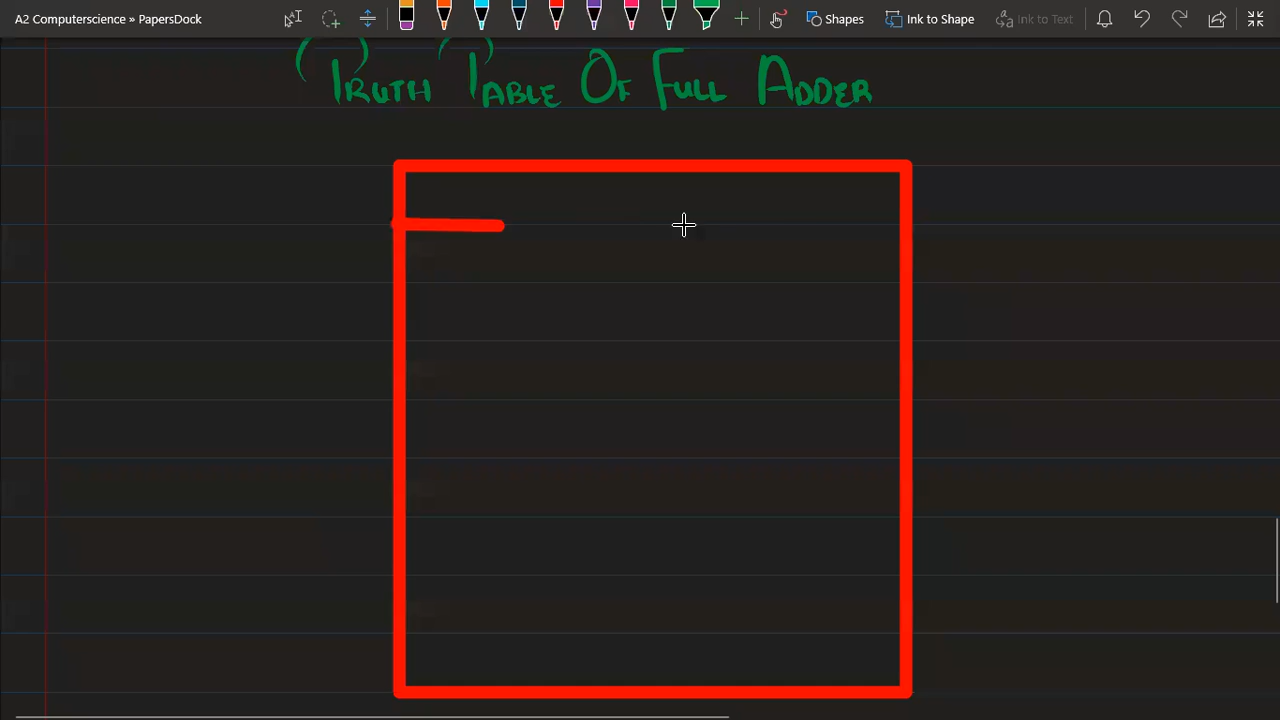 A2 Computerscience » PapersDock
Shapes
Ink to Shape
Ink to Text
TRUTH TABLE OF FULL ADDER